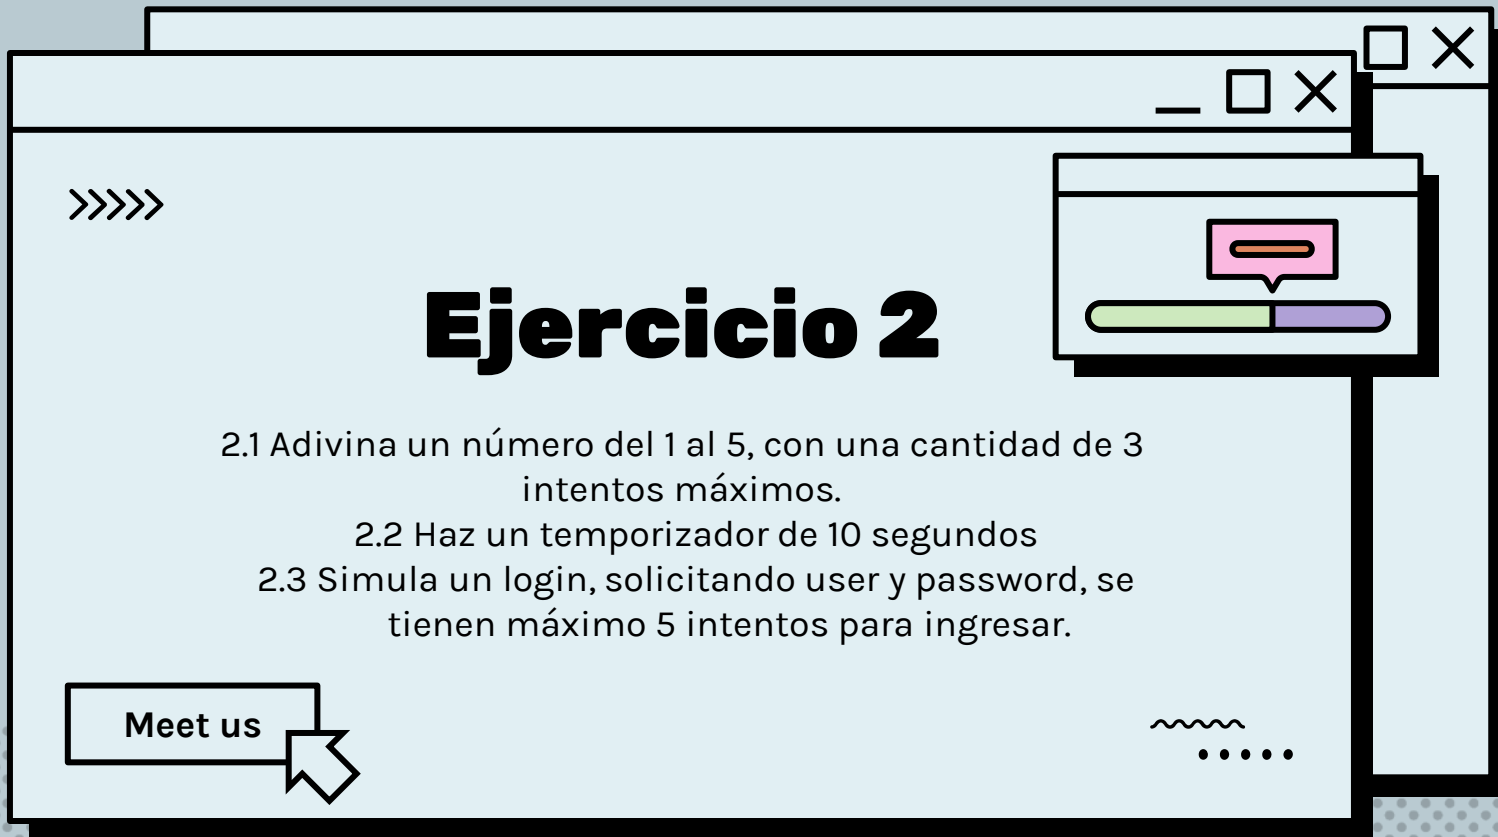 Ejercicio 2
2.1 Adivina un número del 1 al 5, con una cantidad de 3
intentos máximos.
2.2 Haz un temporizador de 10 segundos
2.3 Simula un login, solicitando user y password, se
tienen máximo 5 intentos para ingresar.
Meet us